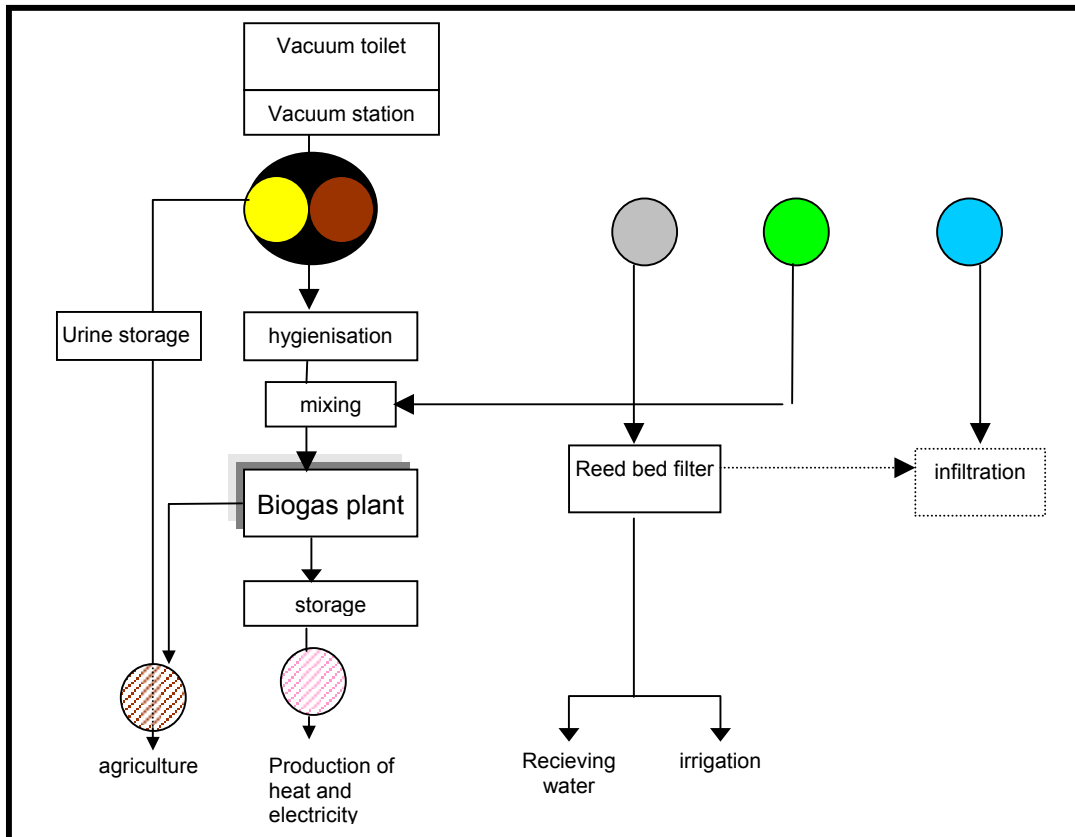 Vacuum toilet
Vacuum station
Urine storage
hygienisation
mixing
Reed bed filter
infiltration
Biogas plant
storage
agriculture
Production of
heat and
electricity
Recieving
water
irrigation